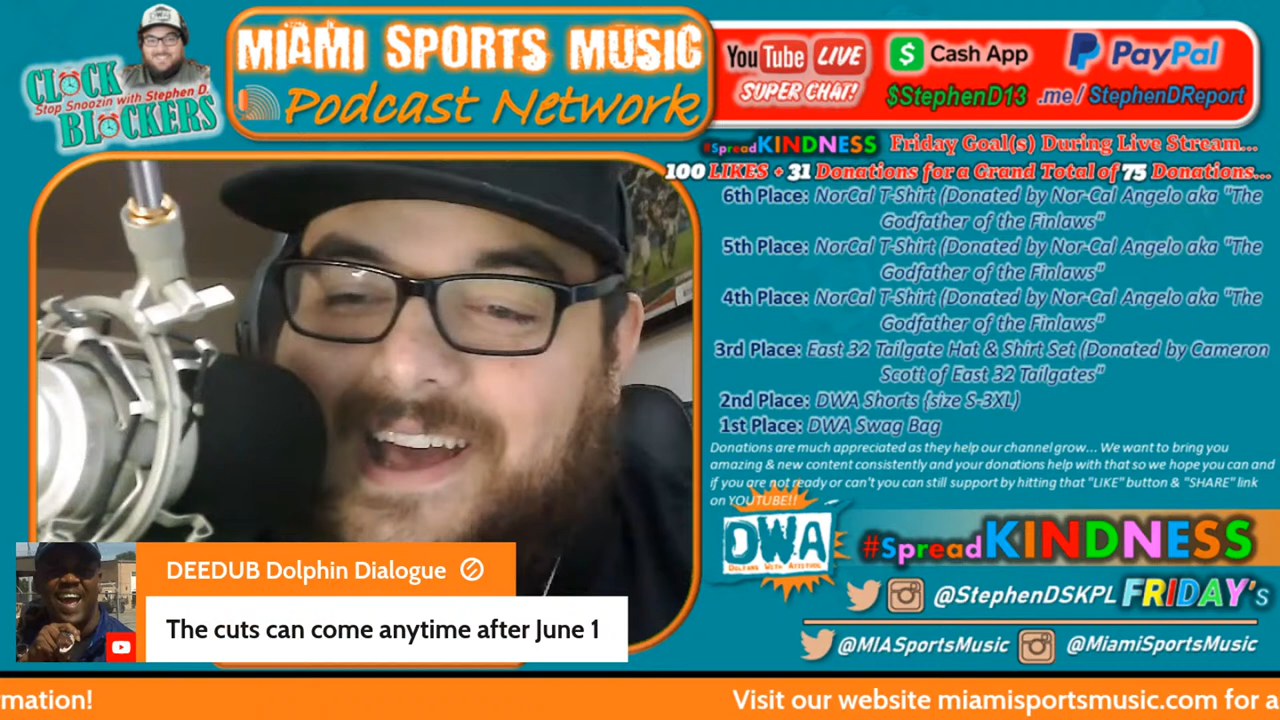 CLOCK
Stop Snoozin with Stephen D.
BLOCKERS
DWA
MIAMI SPORTS MUSIC
Podcast Network
YouTube LIVE
SUPER CHAT!
$ Cash App
$StephenD13
PayPal
.me/StephenDReport
#SpreadKINDNESS Friday Goal(s) During Live Stream...
100 LIKES + 31 Donations for a Grand Total of 75 Donations...
6th Place: NorCal T-Shirt (Donated by Nor-Cal Angelo aka "The
Godfather of the Finlaws"
5th Place: NorCal T-Shirt (Donated by Nor-Cal Angelo aka "The
Godfather of the Finlaws"
4th Place: NorCal T-Shirt (Donated by Nor-Cal Angelo aka "The
Godfather of the Finlaws"
3rd Place: East 32 Tailgate Hat & Shirt Set (Donated by Cameron
Scott of East 32 Tailgates"
2nd Place: DWA Shorts (size S-3XL)
1st Place: DWA Swag Bag
Donations are much appreciated as they help our channel grow... We want to bring you
amazing & new content consistently and your donations help with that so we hope you can and
if you are not ready or can't you can still support by hitting that "LIKE" button & "SHARE" link
on YOUTUBE!!
DWA
DOLFANS WITH ATTITUDE
#SpreadKINDNESS
@StephenDSKPL FRIDAY's
@MIASportsMusic
@MiamiSportsMusic
DEEDUB Dolphin Dialogue
The cuts can come anytime after June 1
rmation!
Visit our website miamisportsmusic.com for a